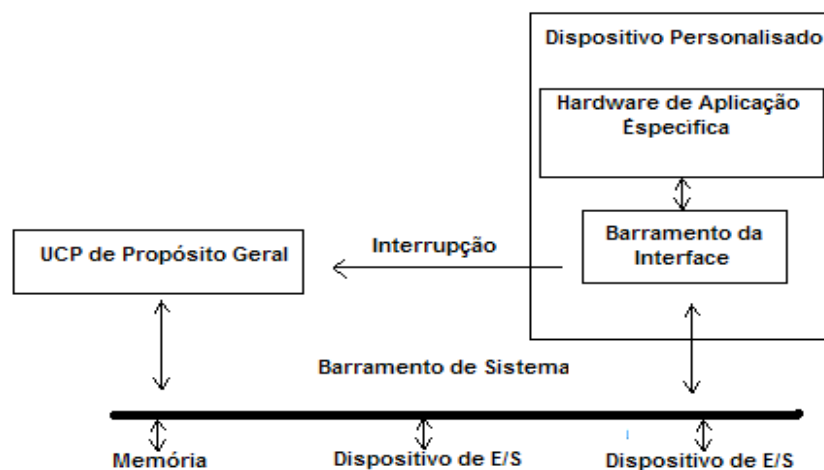 Dispositivo Personalisado
Hardware de Aplicação
Éspecifica
UCP de Propósito Geral
Interrupção
Barramento da
Interface
Barramento de Sistema
Memória
Dispositivo de E/S
Dispositivo de E/S